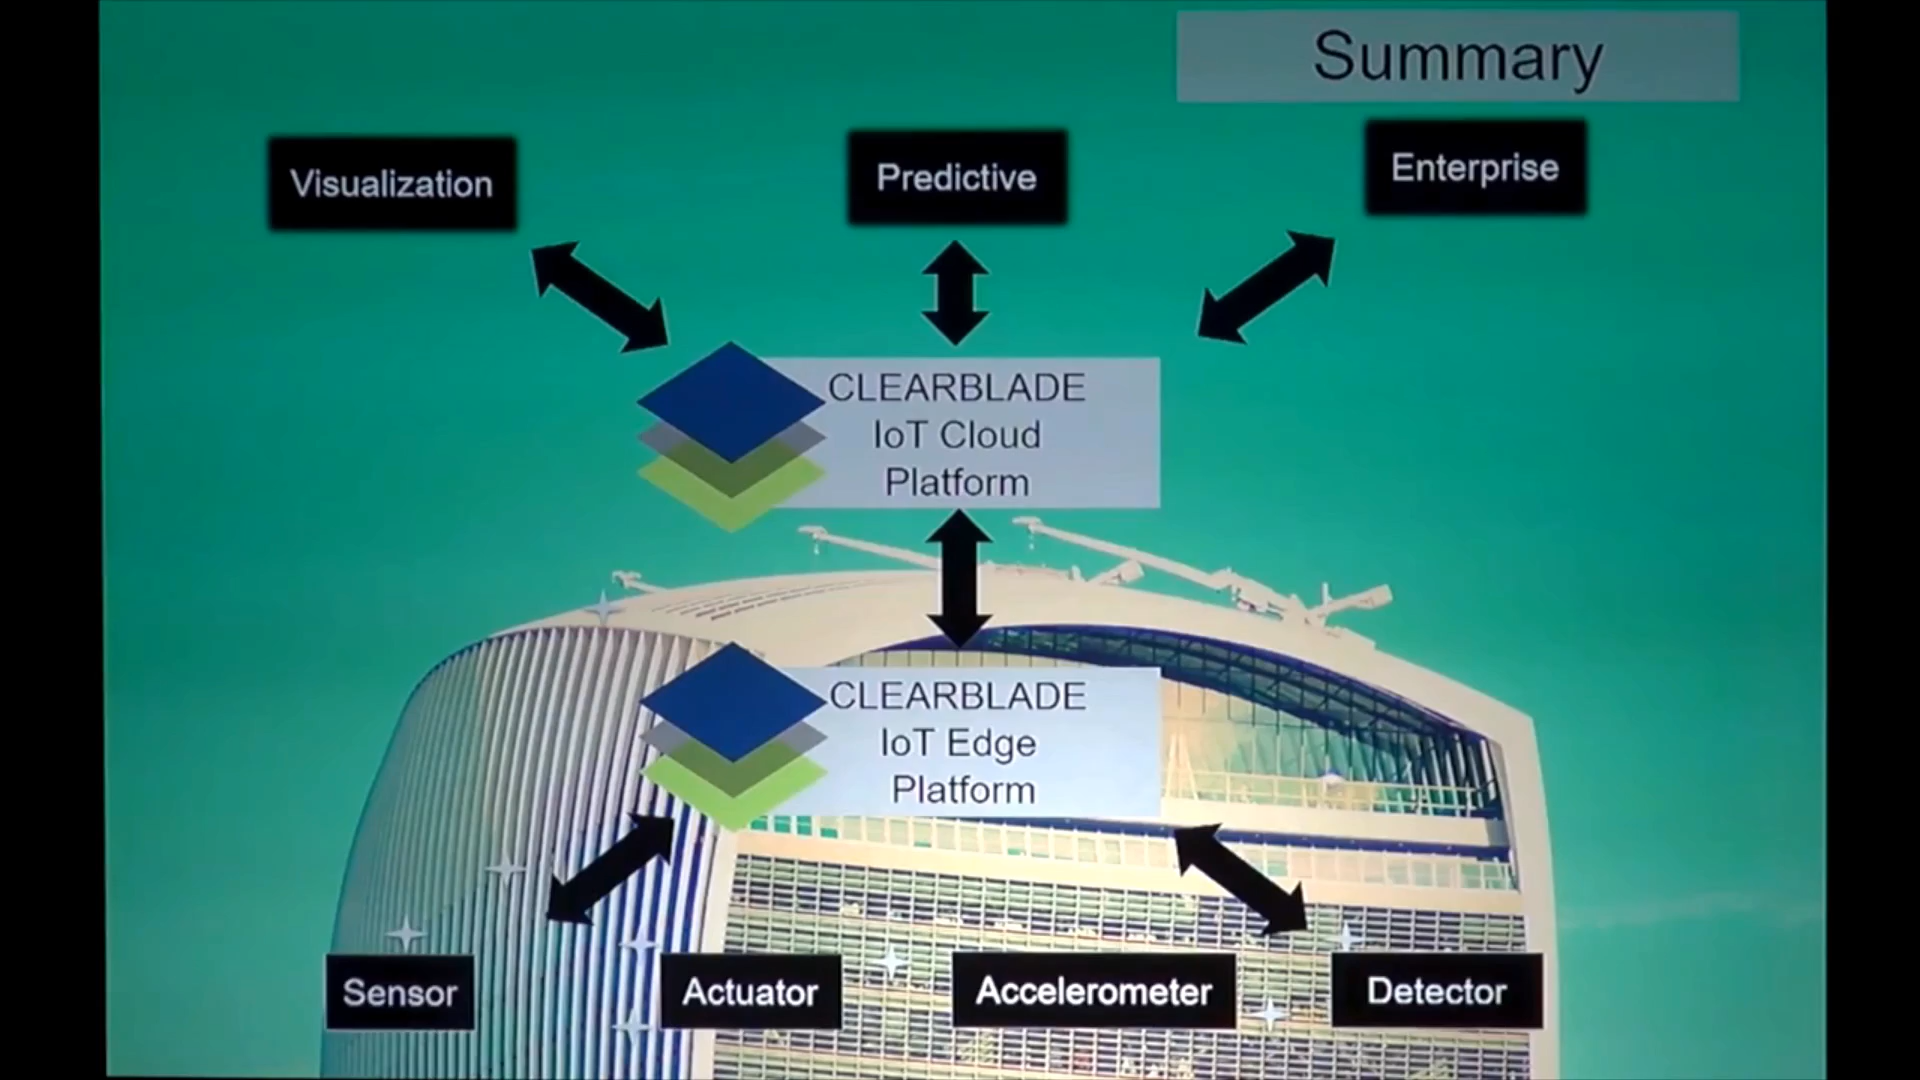 Summary
Visualization
Predictive
Enterprise
CLEARBLADE
IoT Cloud
Platform
CLEARBLADE
IoT Edge
Platform
Sensor
Actuator
Accelerometer
Detector